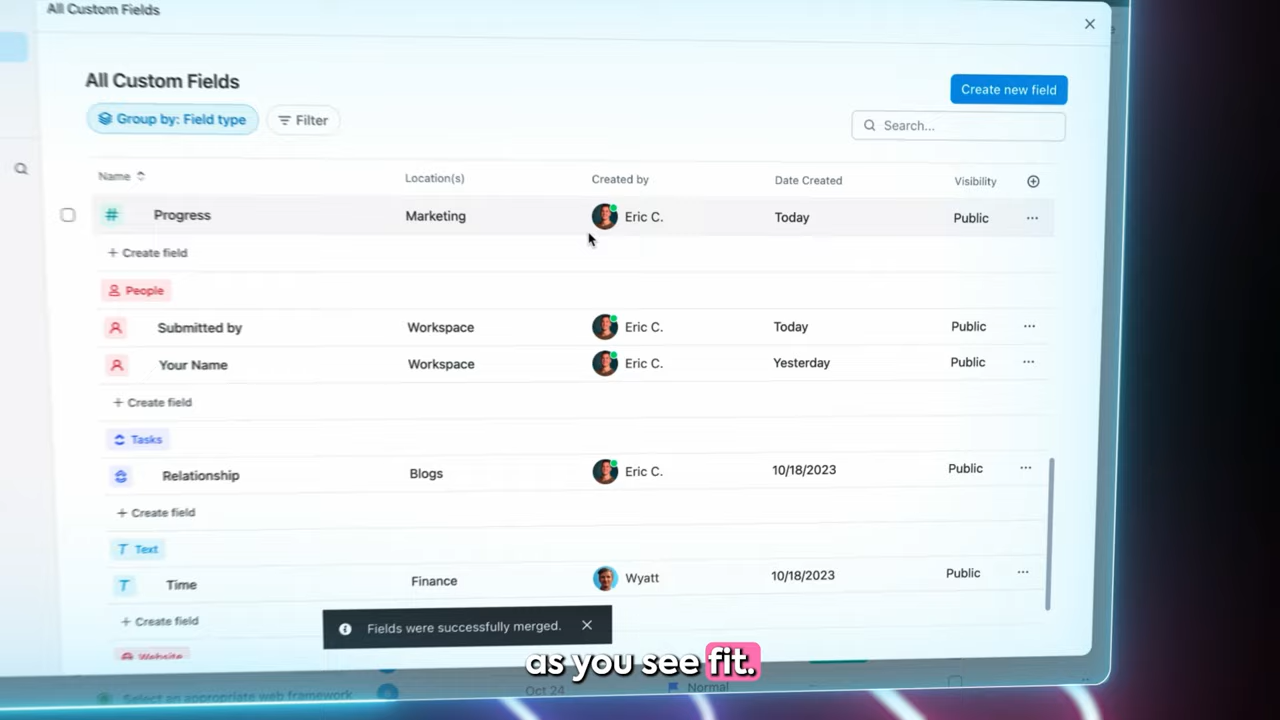 All Custom Fields
All Custom Fields
Create new field
Group by: Field type
Filter
Search...
Name
Location(s)
Created by
Date Created
Visibility
# Progress Marketing Eric C. Today Public ...
+ Create field
People
Submitted by Workspace Eric C. Today Public ...
Your Name Workspace Eric C. Yesterday Public ...
+ Create field
Tasks
Relationship Blogs Eric C. 10/18/2023 Public ...
+ Create field
T Text
T Time Finance Wyatt 10/18/2023 Public ...
+ Create field
Fields were successfully merged.
Website
as you see fit.
Select an appropriate web framework Oct 24 Normal